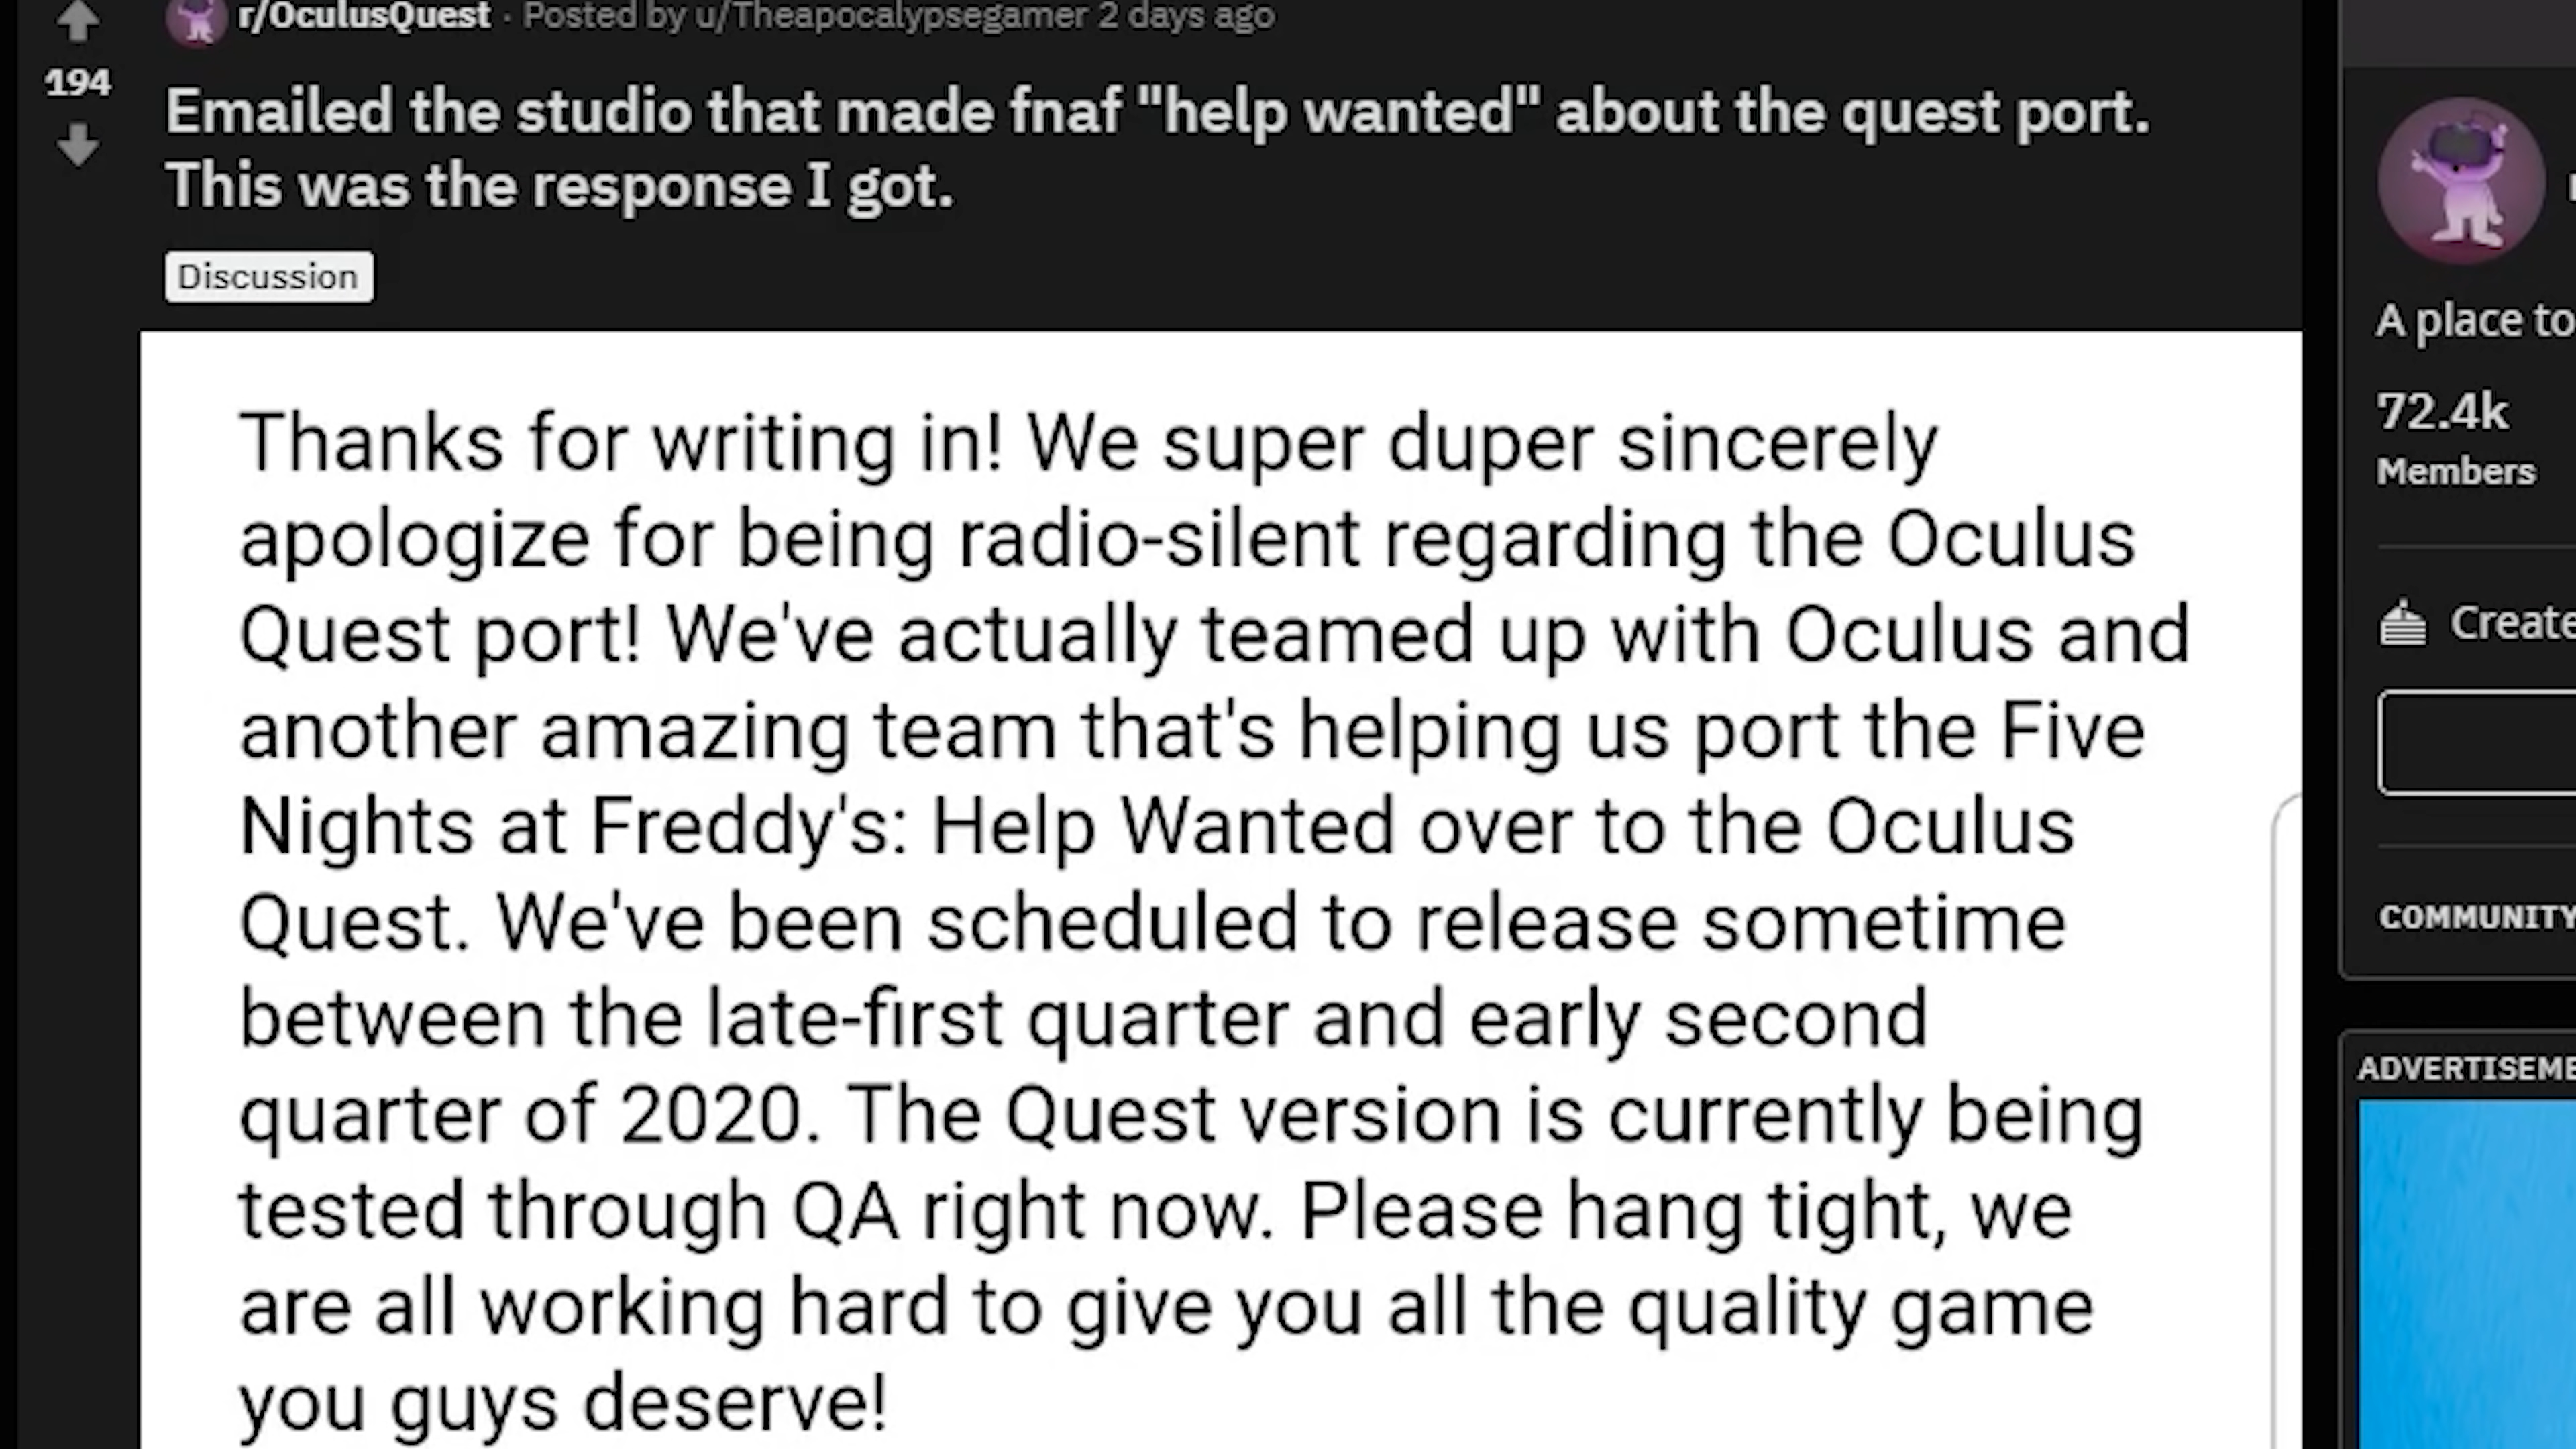 r/OculusQuest · Posted by u/Theapocalypsegamer 2 days ago
194
Emailed the studio that made fnaf "help wanted" about the quest port.
This was the response I got.
Discussion
Thanks for writing in! We super duper sincerely
apologize for being radio-silent regarding the Oculus
Quest port! We've actually teamed up with Oculus and
another amazing team that's helping us port the Five
Nights at Freddy's: Help Wanted over to the Oculus
Quest. We've been scheduled to release sometime
between the late-first quarter and early second
quarter of 2020. The Quest version is currently being
tested through QA right now. Please hang tight, we
are all working hard to give you all the quality game
you guys deserve!
A place to
72.4k
Members
Create
COMMUNITY
ADVERTISEME